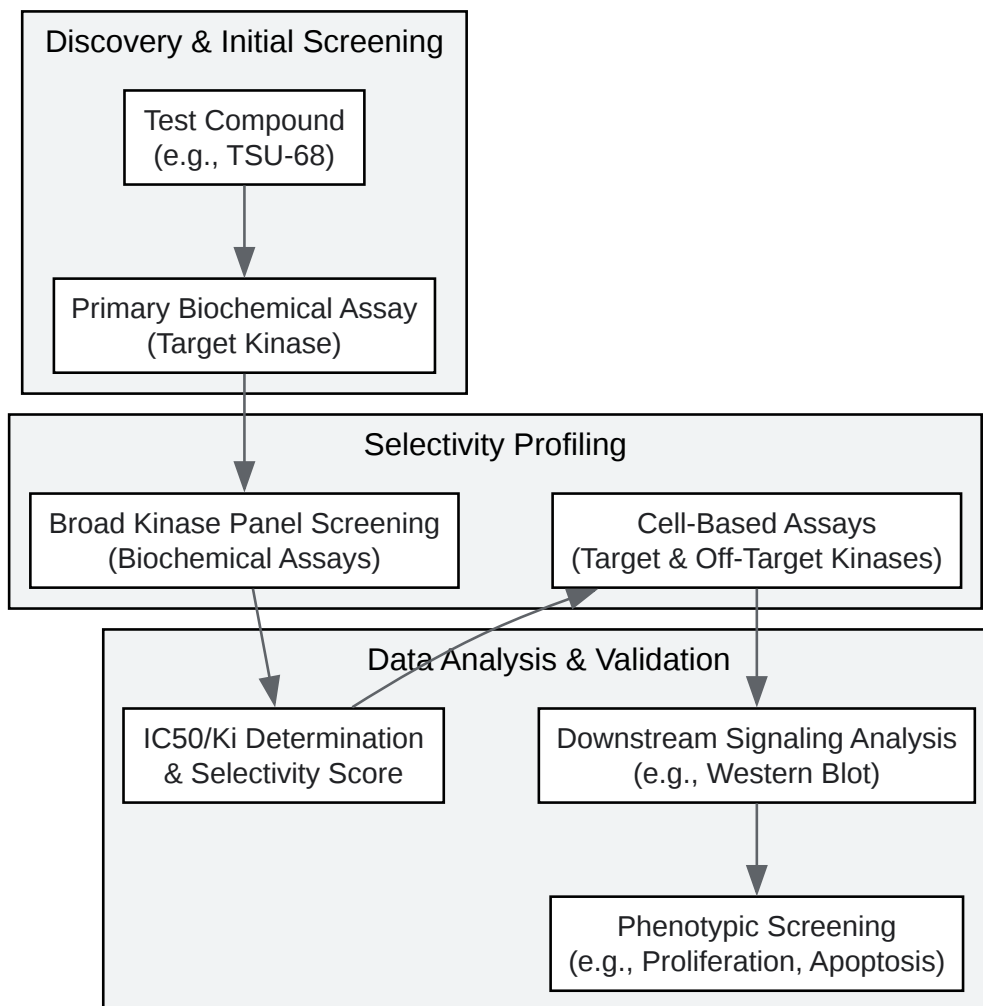 Discovery & Initial Screening
Test Compound
(e.g., TSU-68)
Primary Biochemical Assay
(Target Kinase)
Selectivity Profiling
Broad Kinase Panel Screening
(Biochemical Assays)
Cell-Based Assays
(Target & Off-Target Kinases)
Data Analysis & Validation
IC50/Ki Determination
& Selectivity Score
Downstream Signaling Analysis
(e.g., Western Blot)
Phenotypic Screening
(e.g., Proliferation, Apoptosis)